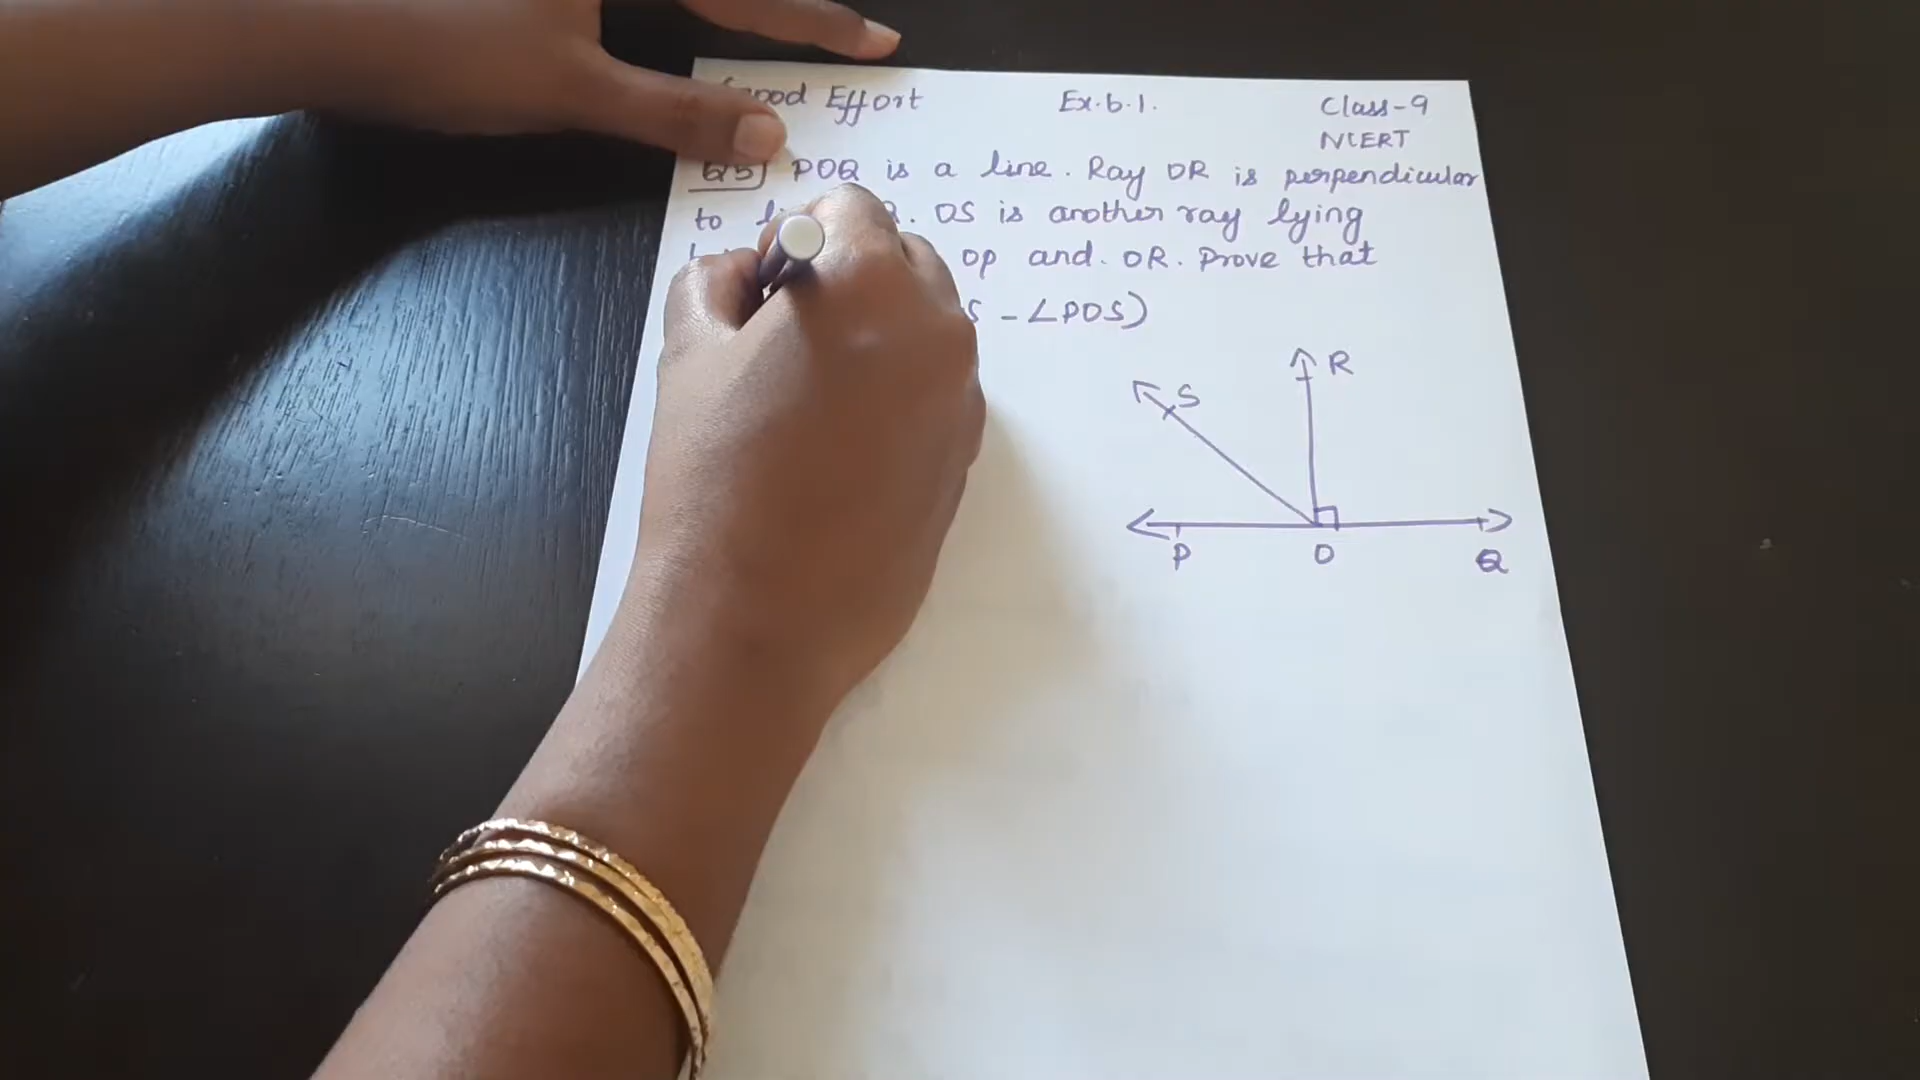 Good Effort Ex.6.1. Class-9
NCERT
Q5] POQ is a line. Ray OR is perpendicular
to . OS is another ray lying
OP and. OR. Prove that
S - ∠POS)
R
S
P O Q